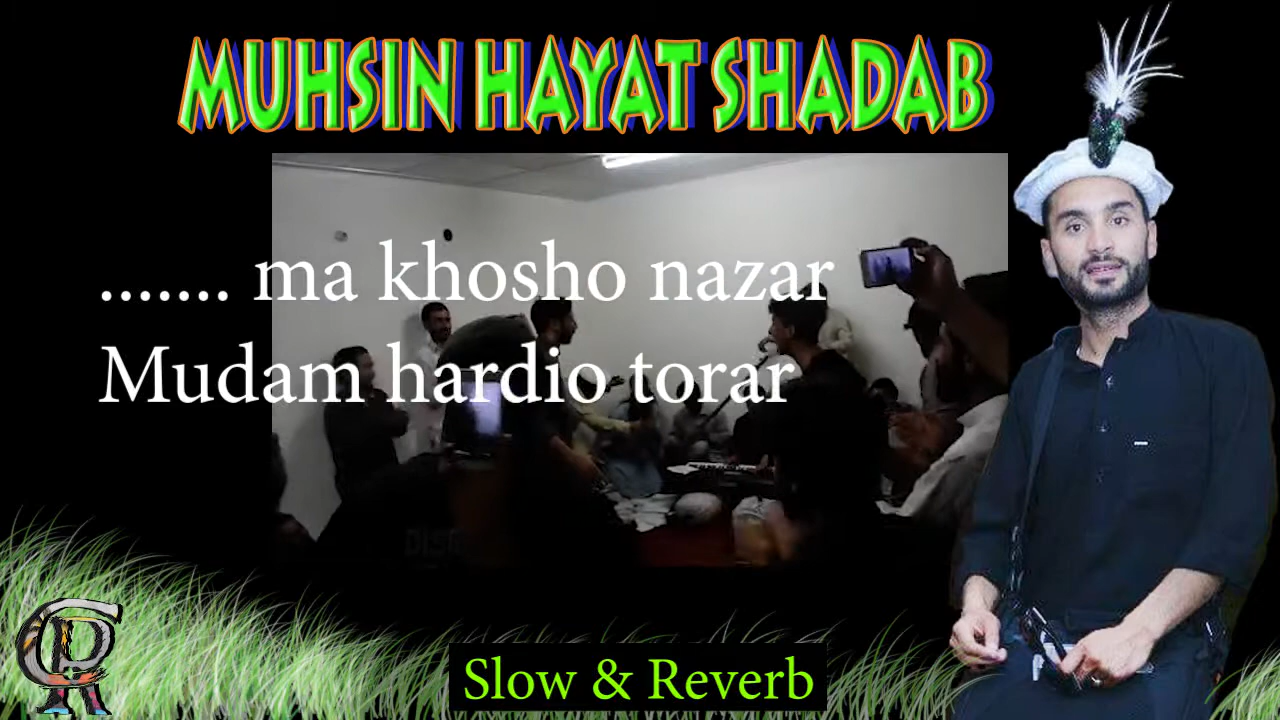 MUHSIN HAYAT SHADAB
....... ma khosho nazar
Mudam hardio torar
Slow & Reverb